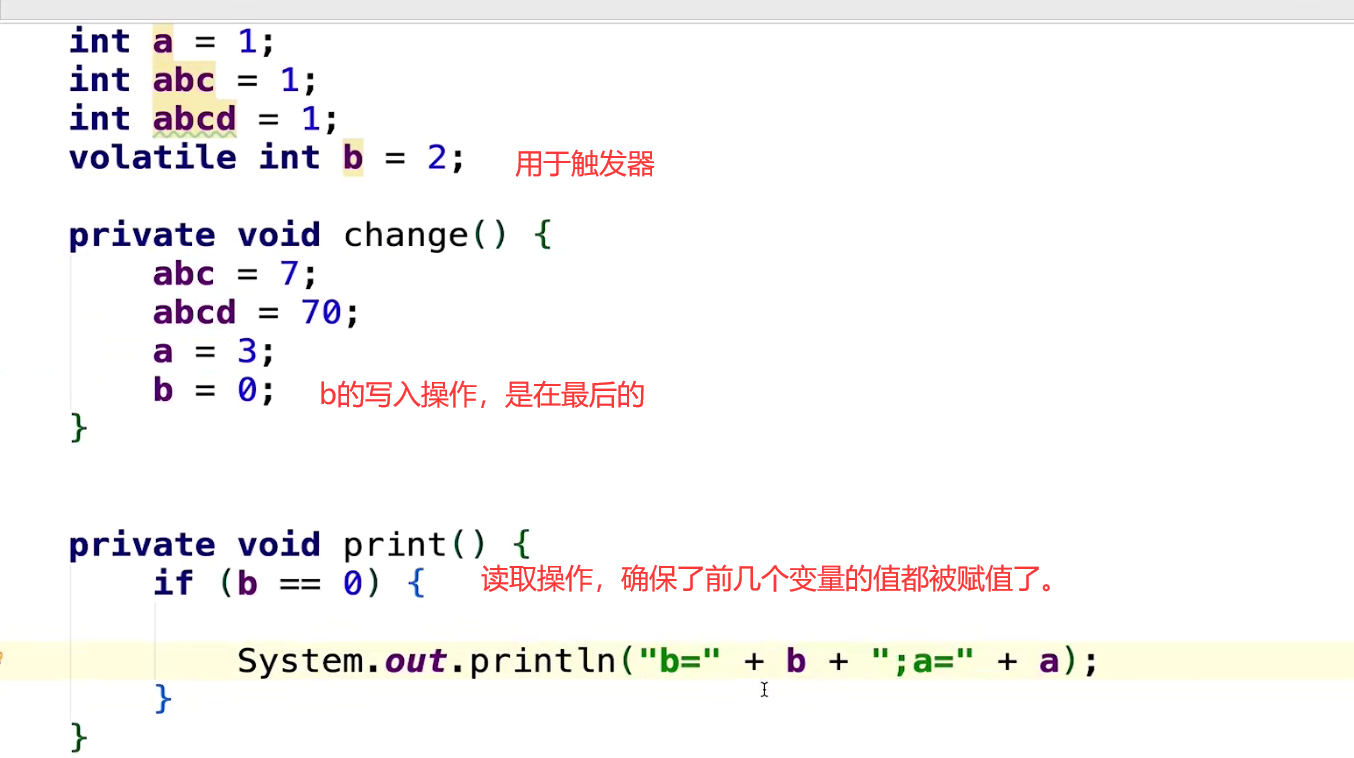 int a = 1;
int abc = 1;
int abcd = 1;
volatile int b = 2; 用于触发器
private void change() {
abc = 7;
abcd = 70;
a = 3;
b = 0; b的写入操作，是在最后的
}
private void print() {
if (b == 0) { 读取操作，确保了前几个变量的值都被赋值了。
System.out.println("b=" + b + ";a=" + a);
}
}